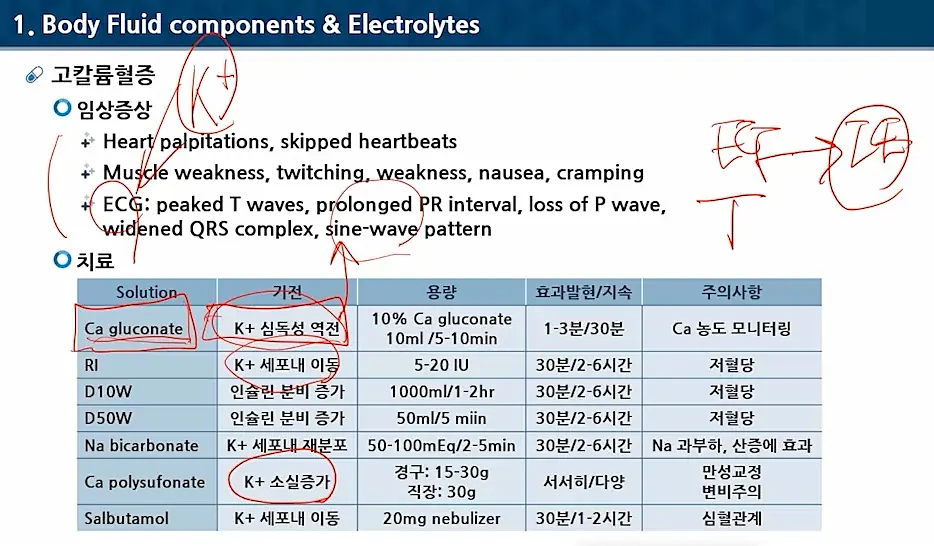 1. Body Fluid components & Electrolytes
고칼륨혈증
임상증상
Heart palpitations, skipped heartbeats
Muscle weakness, twitching, weakness, nausea, cramping
ECG: peaked T waves, prolonged PR interval, loss of P wave,
widened QRS complex, sine-wave pattern
치료
Solution 기전 용량 효과발현/지속 주의사항
Ca gluconate K+ 심독성 역전 10% Ca gluconate 10ml /5-10min 1-3분/30분 Ca 농도 모니터링
RI K+ 세포내 이동 5-20 IU 30분/2-6시간 저혈당
D10W 인슐린 분비 증가 1000ml/1-2hr 30분/2-6시간 저혈당
D50W 인슐린 분비 증가 50ml/5 miin 30분/2-6시간 저혈당
Na bicarbonate K+ 세포내 재분포 50-100mEq/2-5min 30분/2-6시간 Na 과부하, 산증에 효과
Ca polysufonate K+ 소실증가 경구: 15-30g 직장: 30g 서서히/다양 만성교정 변비주의
Salbutamol K+ 세포내 이동 20mg nebulizer 30분/1-2시간 심혈관계
K+